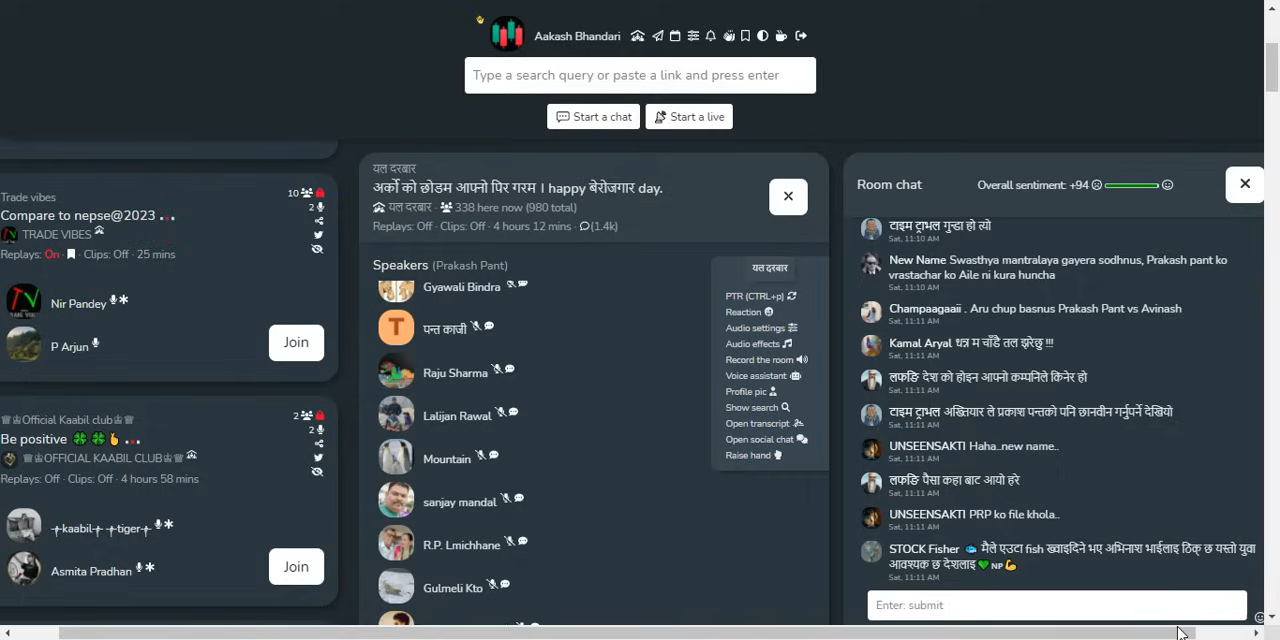 Aakash Bhandari
Type a search query or paste a link and press enter
Start a chat
Start a live
Trade vibes
10
Compare to nepse@2023 ...
2
TRADE VIBES
Replays: On · Clips: Off · 25 mins
Nir Pandey
P Arjun
Join
♕♔Official Kaabil club♔♕
2
Be positive 🍀🍀 ...
2
♕♔OFFICIAL KAABIL CLUB♔♕
Replays: Off · Clips: Off · 4 hours 58 mins
kaabil tiger
Asmita Pradhan
Join
यल दरबार
अर्को को छोडम आफ्नो पिर गरम । happy बेरोजगार day.
यल दरबार 338 here now (980 total)
Replays: Off · Clips: Off · 4 hours 12 mins · (1.4k)
Speakers (Prakash Pant)
Gyawali Bindra
T पन्त काजी
Raju Sharma
Lalijan Rawal
Mountain
sanjay mandal
R.P. Lmichhane
Gulmeli Kto
यल दरबार
PTR (CTRL+p)
Reaction
Audio settings
Audio effects
Record the room
Voice assistant
Profile pic
Show search
Open transcript
Open social chat
Raise hand
Room chat
Overall sentiment: +94
टाइम ट्राभल गुन्डा हो त्यो
Sat, 11:10 AM
New Name Swasthya mantralaya gayera sodhnus, Prakash pant ko
vrastachar ko Aile ni kura huncha
Sat, 11:10 AM
Champaagaaii . Aru chup basnus Prakash Pant vs Avinash
Sat, 11:11 AM
Kamal Aryal धत्न म चाँडै तल झरेछु !!!
Sat, 11:11 AM
लफङि देश को होइन आफ्नो कम्पनिले किनेर हो
Sat, 11:11 AM
टाइम ट्राभल अख्तियार ले प्रकाश पन्तको पनि छानवीन गर्नुपर्ने देखियो
Sat, 11:11 AM
UNSEENSAKTI Haha..new name..
Sat, 11:11 AM
लफङि पैसा कहा बाट आयो हरे
Sat, 11:11 AM
UNSEENSAKTI PRP ko file khola..
Sat, 11:11 AM
STOCK Fisher 🐟 मैले एउटा fish ख्वाइदिने भए अभिनाश भाईलाइ ठिक् छ यस्तो युवा
आवश्यक छ देशलाइ💚 NP💪
Sat, 11:11 AM
Enter: submit